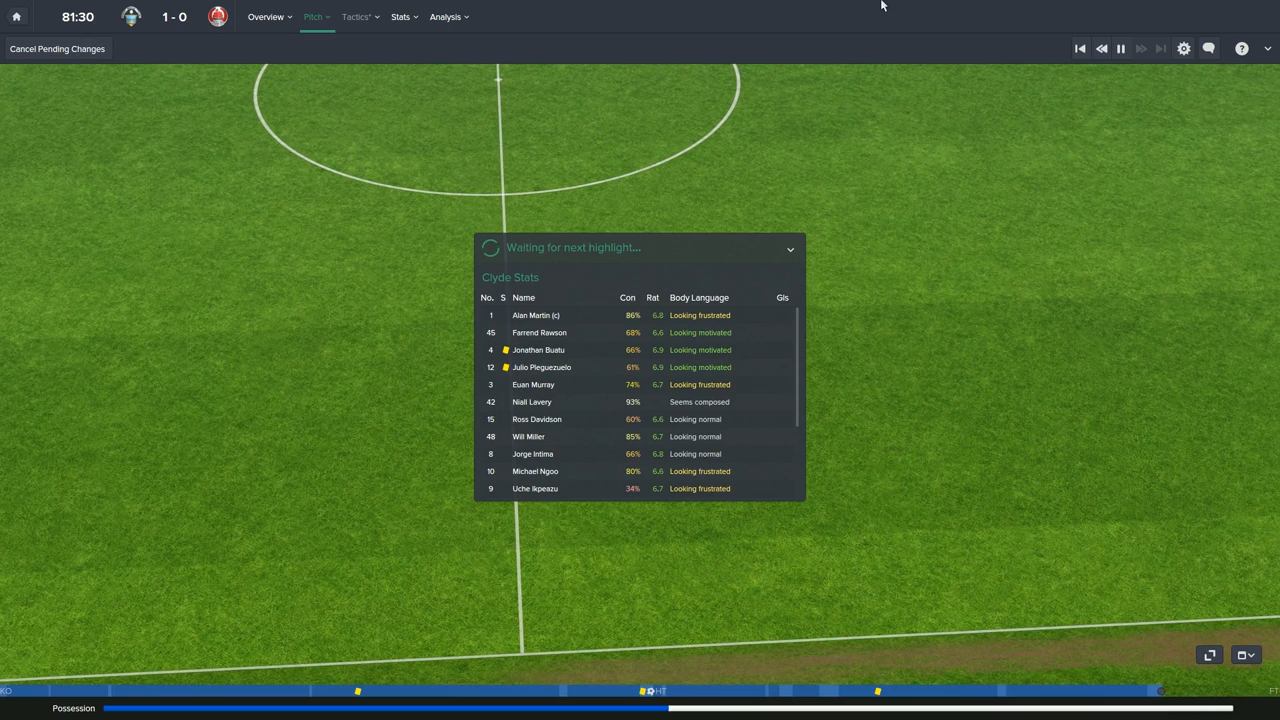 81:30 1 - 0 Overview Pitch Tactics* Stats Analysis
Cancel Pending Changes
Waiting for next highlight...
Clyde Stats
No. S Name Con Rat Body Language Gls
1 Alan Martin (c) 86% 6.8 Looking frustrated
45 Farrend Rawson 68% 6.6 Looking motivated
4 Jonathan Buatu 66% 6.9 Looking motivated
12 Julio Pleguezuelo 61% 6.9 Looking motivated
3 Euan Murray 74% 6.7 Looking frustrated
42 Niall Lavery 93% Seems composed
15 Ross Davidson 60% 6.6 Looking normal
48 Will Miller 85% 6.7 Looking normal
8 Jorge Intima 66% 6.8 Looking normal
10 Michael Ngoo 80% 6.6 Looking frustrated
9 Uche Ikpeazu 34% 6.7 Looking frustrated
KO HT FT
Possession